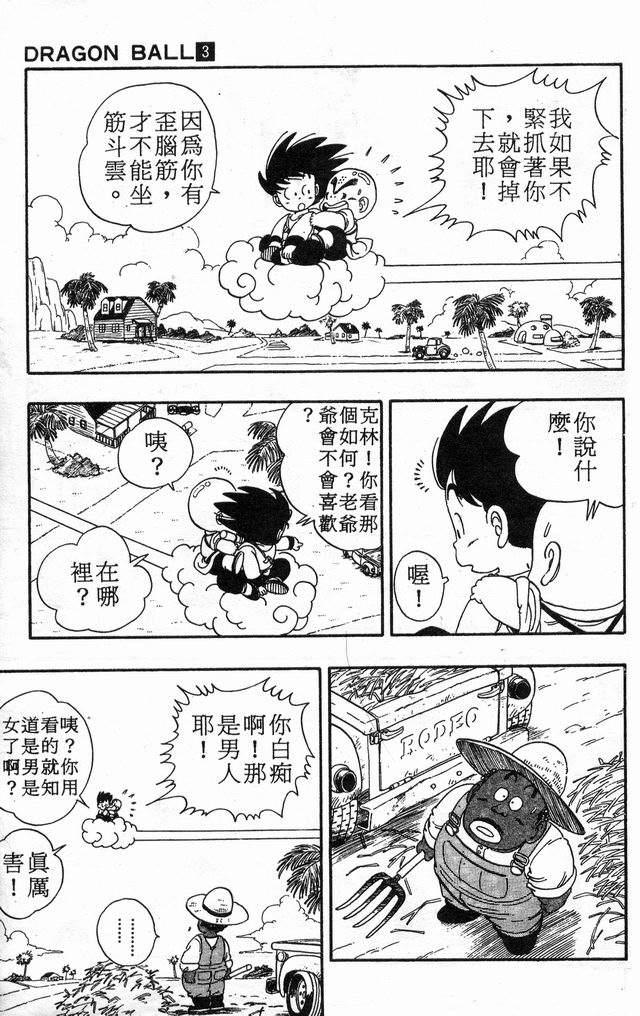 DRAGON BALL 3
我如果不
緊抓著你
，就會掉
下去耶！
因爲你有
歪腦筋，
才不能坐
筋斗雲。
你說什
麼！
喔！
克林！你看那
個如何？老爺
爺會不會喜歡
？
咦？
在哪
裡？
RODEO
你白痴
啊！那
是男人
耶！
咦？你用
看的就知
道是男是
女了啊？
眞厲
害！
………